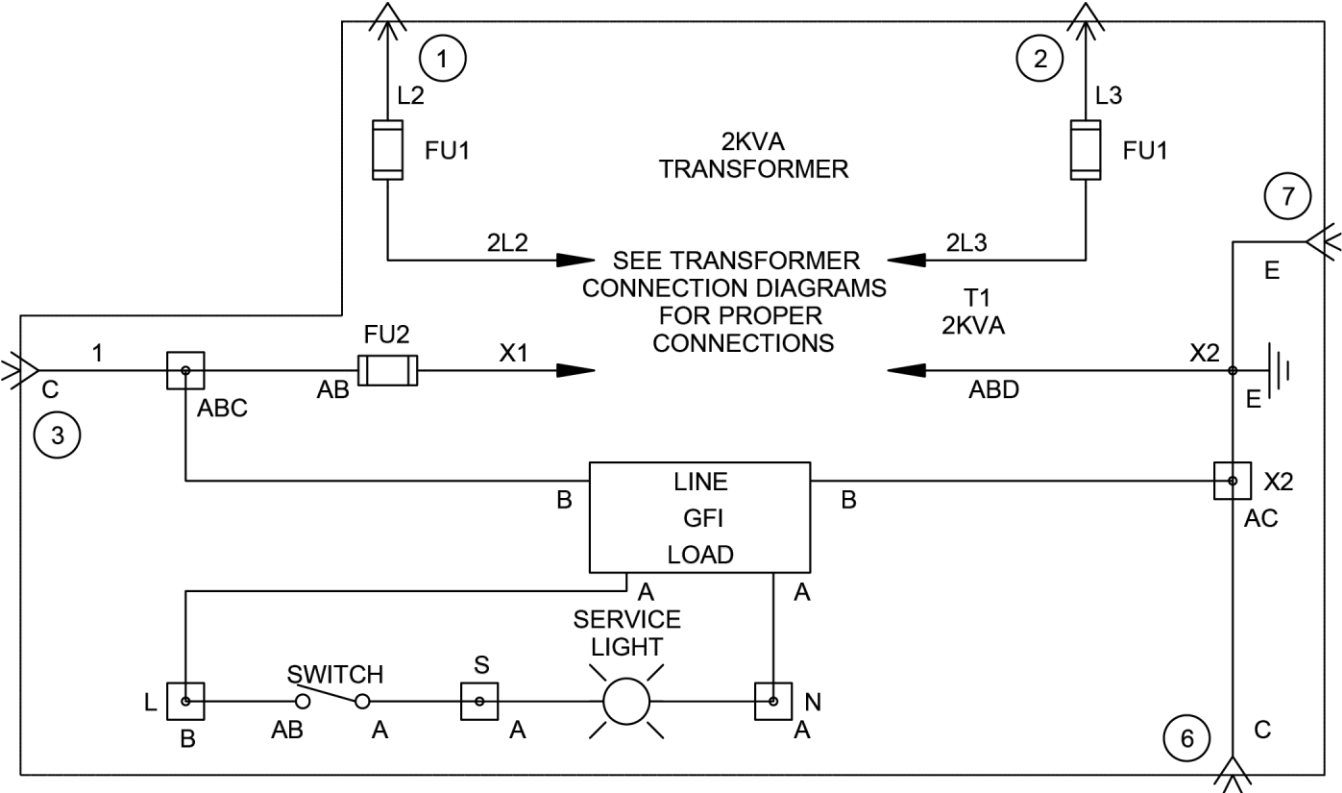 1
2
L2
L3
FU1
2KVA
TRANSFORMER
FU1
7
2L2
2L3
SEE TRANSFORMER
CONNECTION DIAGRAMS
FOR PROPER
CONNECTIONS
E
T1
2KVA
1
FU2
X1
X2
C
ABC
AB
ABD
E
3
B
LINE
GFI
LOAD
B
X2
AC
A
A
SERVICE
LIGHT
SWITCH
S
L
B
AB
A
A
N
A
6
C